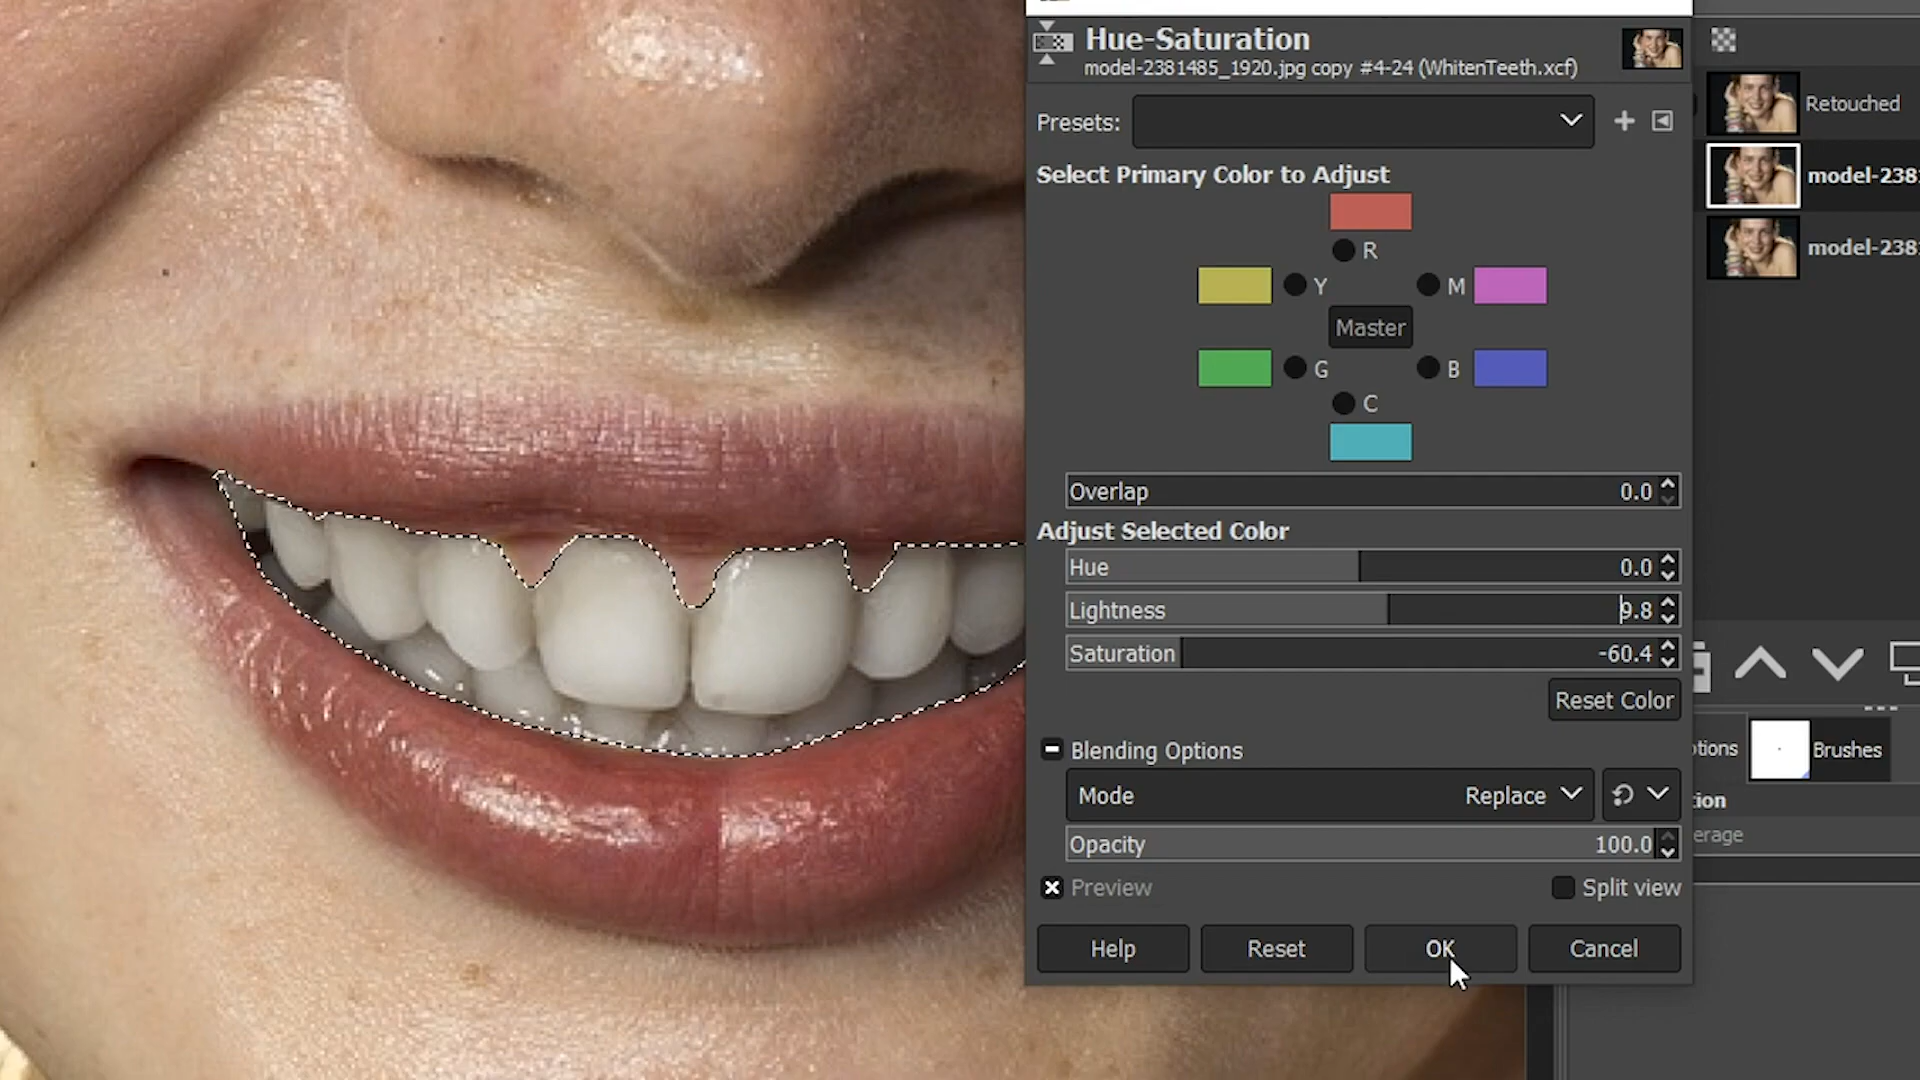 Hue-Saturation
model-2381485_1920.jpg copy #4-24 (WhitenTeeth.xcf)
Presets:
Select Primary Color to Adjust
R
Y
M
Master
G
B
C
Overlap 0.0
Adjust Selected Color
Hue 0.0
Lightness 9.8
Saturation -60.4
Reset Color
Blending Options
Mode Replace
Opacity 100.0
Preview
Split view
Help
Reset
OK
Cancel
Retouched
model-238
model-238
Brushes